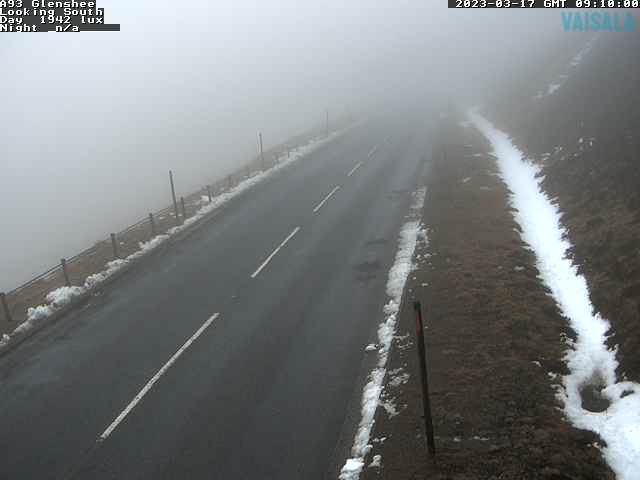 A93 Glenshee
Looking South
Day 1942 lux
Night n/a
2023-03-17 GMT 09:10:00
VAISALA